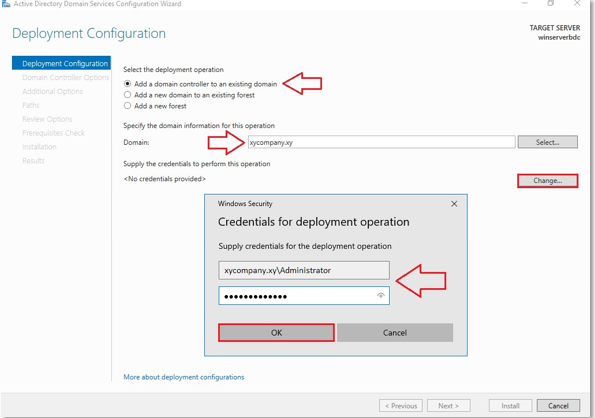 Active Directory Domain Services Configuration Wizard
Deployment Configuration
TARGET SERVER
winserverbdc
Deployment Configuration
Domain Controller Options
Additional Options
Paths
Review Options
Prerequisites Check
Installation
Results
Select the deployment operation
Add a domain controller to an existing domain
Add a new domain to an existing forest
Add a new forest
Specify the domain information for this operation
Domain:
xycompany.xy
Select...
Supply the credentials to perform this operation
<No credentials provided>
Change...
Windows Security
Credentials for deployment operation
Supply credentials for the deployment operation
xycompany.xy\Administrator
●●●●●●●●●●●●●
OK
Cancel
More about deployment configurations
< Previous
Next >
Install
Cancel